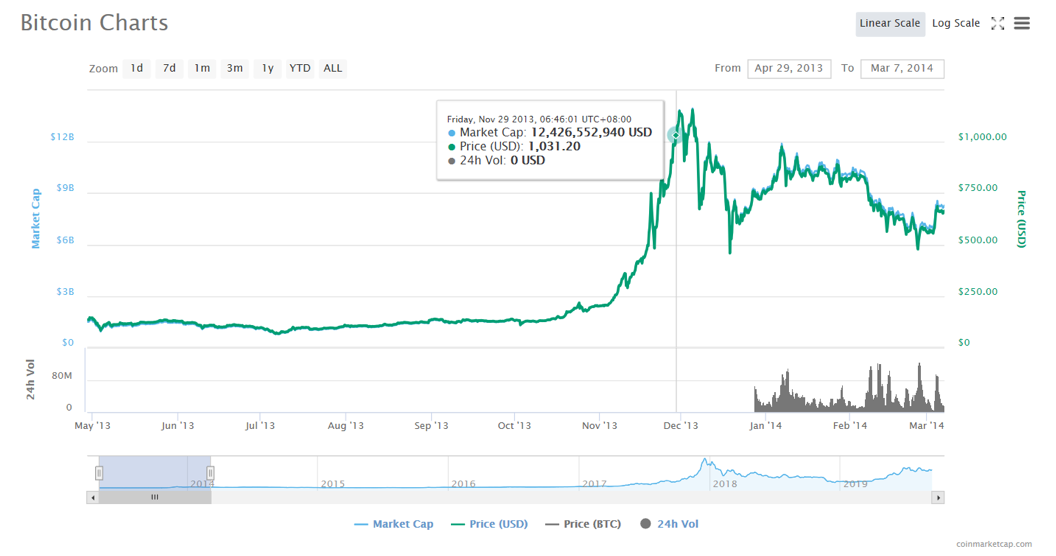 Bitcoin Charts
Linear Scale Log Scale
Zoom 1d 7d 1m 3m 1y YTD ALL From Apr 29, 2013 To Mar 7, 2014
Friday, Nov 29 2013, 06:46:01 UTC+08:00
Market Cap: 12,426,552,940 USD
Price (USD): 1,031.20
24h Vol: 0 USD
$12B $1,000.00
$9B $750.00
Market Cap Price (USD)
$6B $500.00
$3B $250.00
$0 $0
24h Vol
80M
0
May '13 Jun '13 Jul '13 Aug '13 Sep '13 Oct '13 Nov '13 Dec '13 Jan '14 Feb '14 Mar '14
2014 2015 2016 2017 2018 2019
Market Cap Price (USD) Price (BTC) 24h Vol
coinmarketcap.com